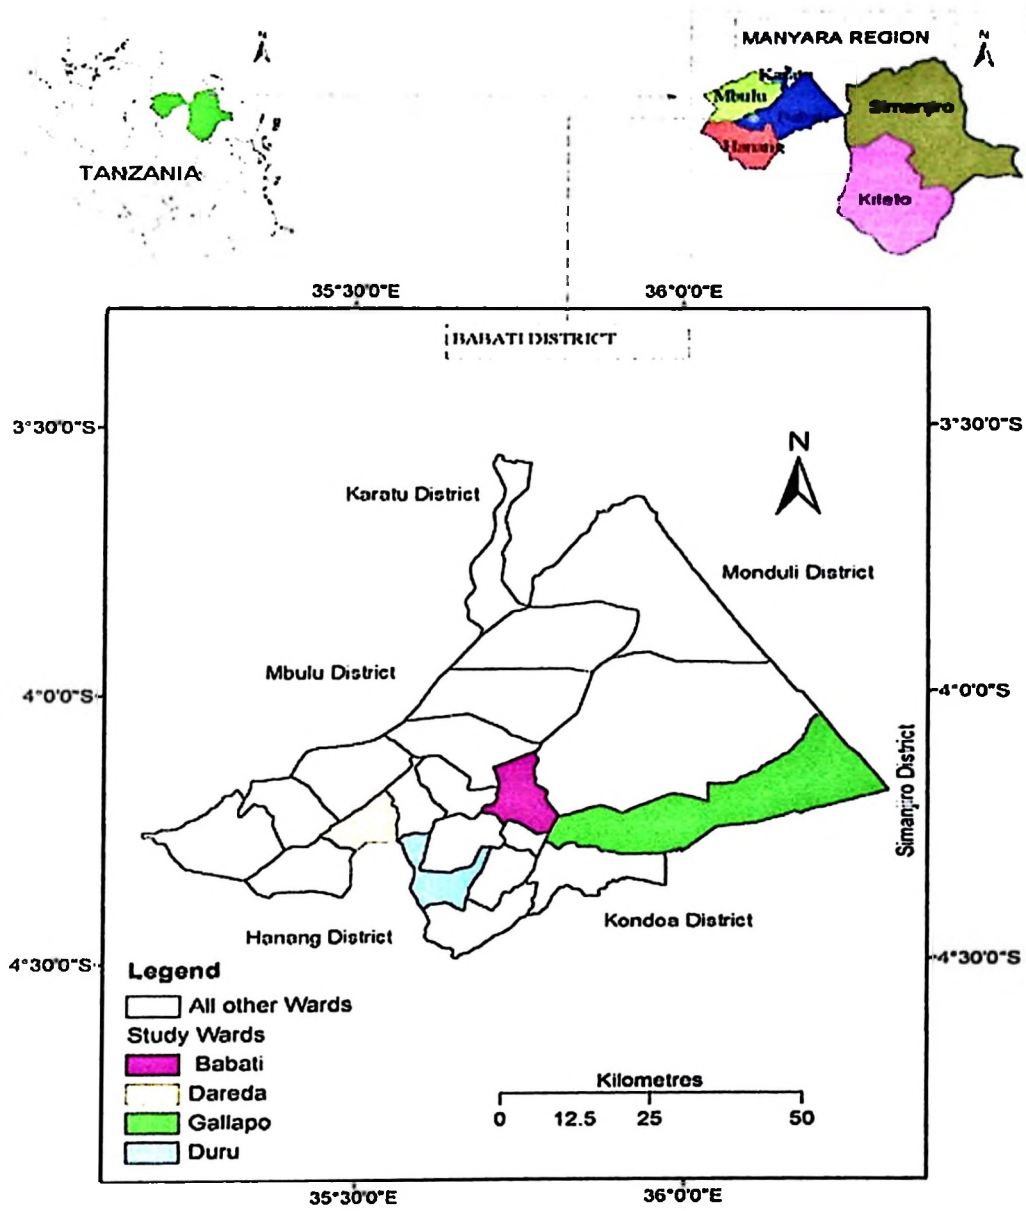 N
TANZANIA
MANYARA REGION
N
Mbulu
Simanjiro
Hanang
Kiteto
35°30'0"E
36°0'0"E
BABATI DISTRICT
3°30'0"S
3°30'0"S
N
Karatu District
Monduli District
Mbulu District
4°0'0"S
4°0'0"S
Simanjiro District
Kondoa District
Hanang District
4°30'0"S
4°30'0"S
Legend
All other Wards
Study Wards
Babati
Dareda
Gallapo
Duru
Kilometres
0 12.5 25 50
35°30'0"E
36°0'0"E